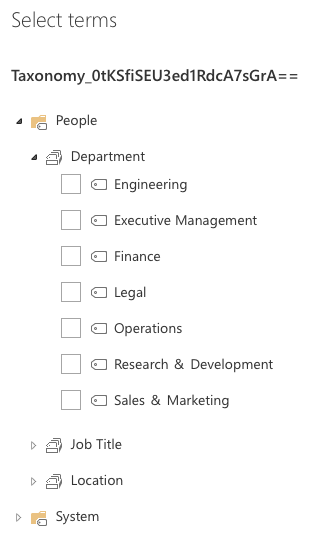 Select terms
Taxonomy_0tKSfiSEU3ed1RdcA7sGrA==
People
Department
Engineering
Executive Management
Finance
Legal
Operations
Research & Development
Sales & Marketing
Job Title
Location
System